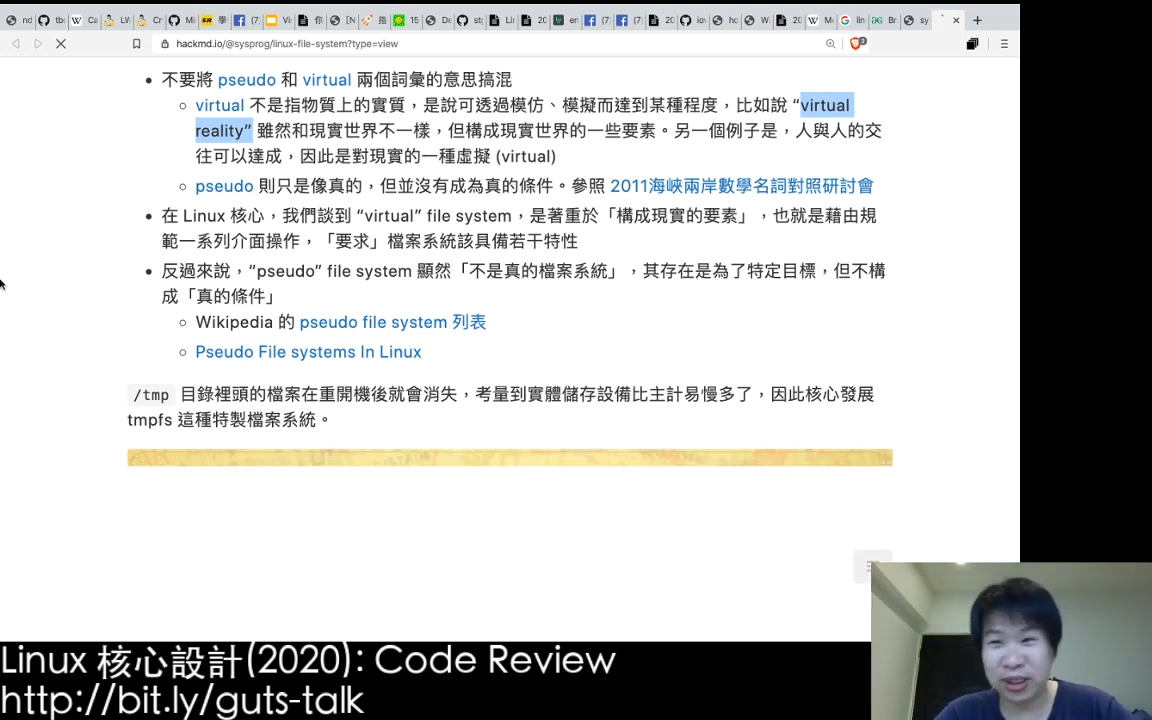 hackmd.io/@sysprog/linux-file-system?type=view
不要將 pseudo 和 virtual 兩個詞彙的意思搞混
virtual 不是指物質上的實質，是說可透過模仿、模擬而達到某種程度，比如說 “virtual
reality” 雖然和現實世界不一樣，但構成現實世界的一些要素。另一個例子是，人與人的交
往可以達成，因此是對現實的一種虛擬 (virtual)
pseudo 則只是像真的，但並沒有成為真的條件。參照 2011海峽兩岸數學名詞對照研討會
在 Linux 核心，我們談到 “virtual” file system，是著重於「構成現實的要素」，也就是藉由規
範一系列介面操作，「要求」檔案系統該具備若干特性
反過來說，“pseudo” file system 顯然「不是真的檔案系統」，其存在是為了特定目標，但不構
成「真的條件」
Wikipedia 的 pseudo file system 列表
Pseudo File systems In Linux
/tmp 目錄裡頭的檔案在重開機後就會消失，考量到實體儲存設備比主計易慢多了，因此核心發展
tmpfs 這種特製檔案系統。
Linux 核心設計(2020): Code Review
http://bit.ly/guts-talk